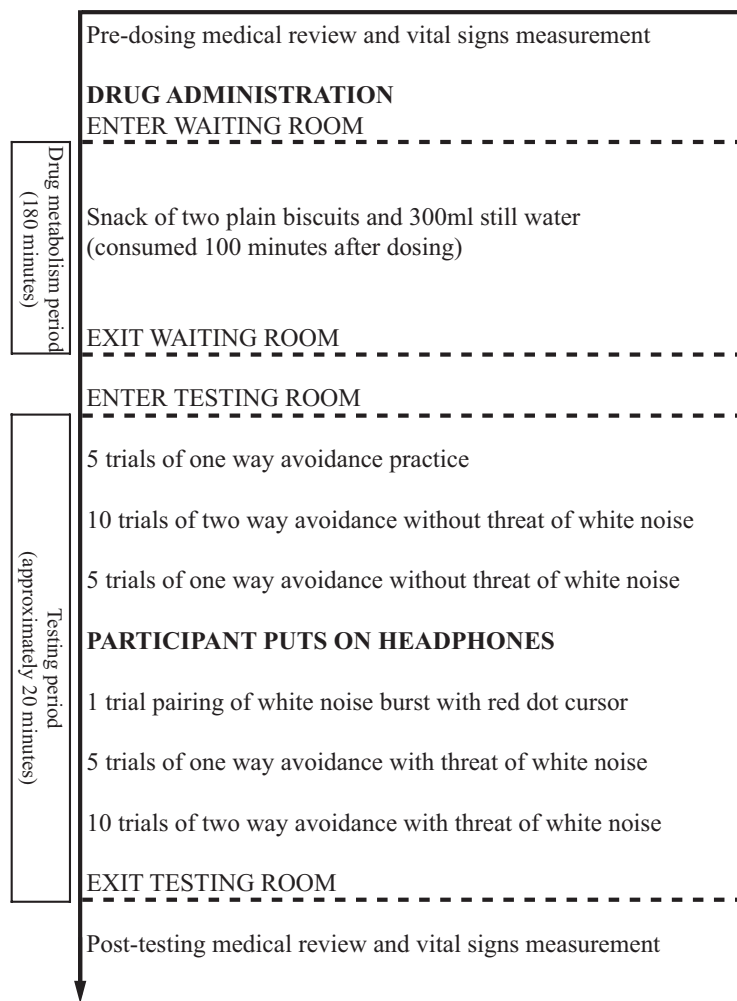 Pre-dosing medical review and vital signs measurement
DRUG ADMINISTRATION
ENTER WAITING ROOM
Drug metabolism period
(180 minutes)
Snack of two plain biscuits and 300ml still water
(consumed 100 minutes after dosing)
EXIT WAITING ROOM
ENTER TESTING ROOM
Testing period
(approximately 20 minutes)
5 trials of one way avoidance practice
10 trials of two way avoidance without threat of white noise
5 trials of one way avoidance without threat of white noise
PARTICIPANT PUTS ON HEADPHONES
1 trial pairing of white noise burst with red dot cursor
5 trials of one way avoidance with threat of white noise
10 trials of two way avoidance with threat of white noise
EXIT TESTING ROOM
Post-testing medical review and vital signs measurement